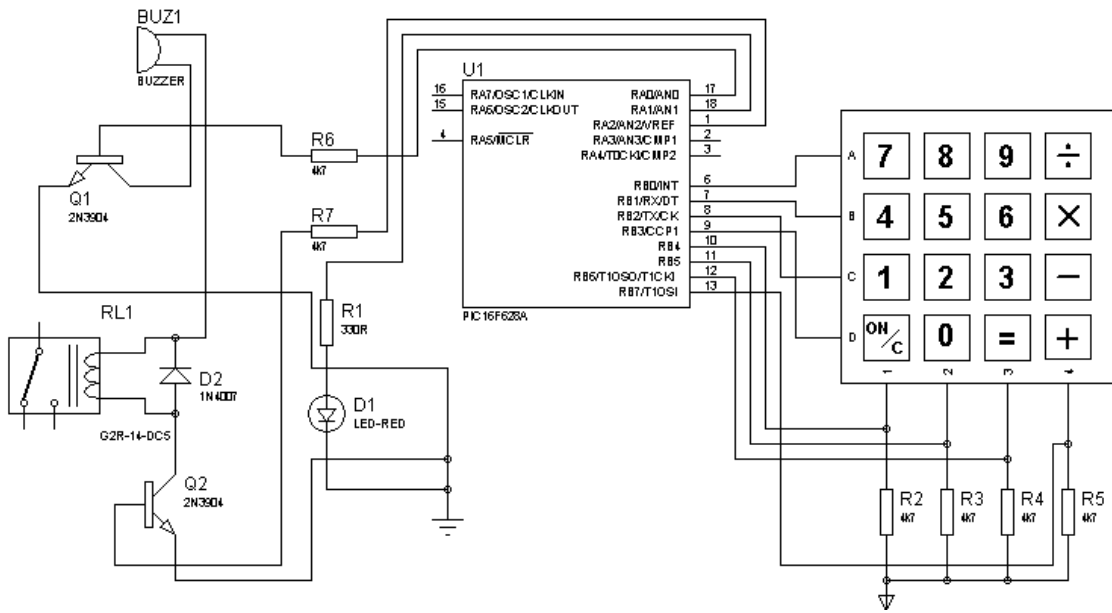 BUZ1
BUZZER
U1
16 RA7/OSC1/CLKIN
15 RA6/OSC2/CLKOUT
4 RA5/MCLR
RA0/AN0 17
RA1/AN1 18
RA2/AN2/VREF 1
RA3/AN3/CMP1 2
RA4/T0CKI/CMP2 3
RB0/INT 6
RB1/RX/DT 7
RB2/TX/CK 8
RB3/CCP1 9
RB4 10
RB5 11
RB6/T1OSO/T1CKI 12
RB7/T1OSI 13
PIC16F628A
R6
4k7
Q1
2N3904
R7
4k7
R1
330R
RL1
D2
1N4007
G2R-14-DC5
D1
LED-RED
Q2
2N3904
A 7 8 9 ÷
B 4 5 6 ×
C 1 2 3 −
D ON/C 0 = +
1 2 3 4
R2
4k7
R3
4k7
R4
4k7
R5
4k7